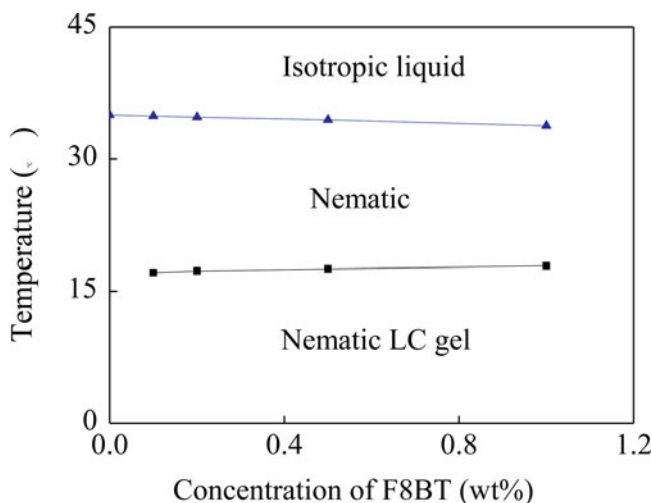 45
Isotropic liquid
30
Nematic
15
Nematic LC gel
0
0.0 0.4 0.8 1.2
Temperature ( )
Concentration of F8BT (wt%)